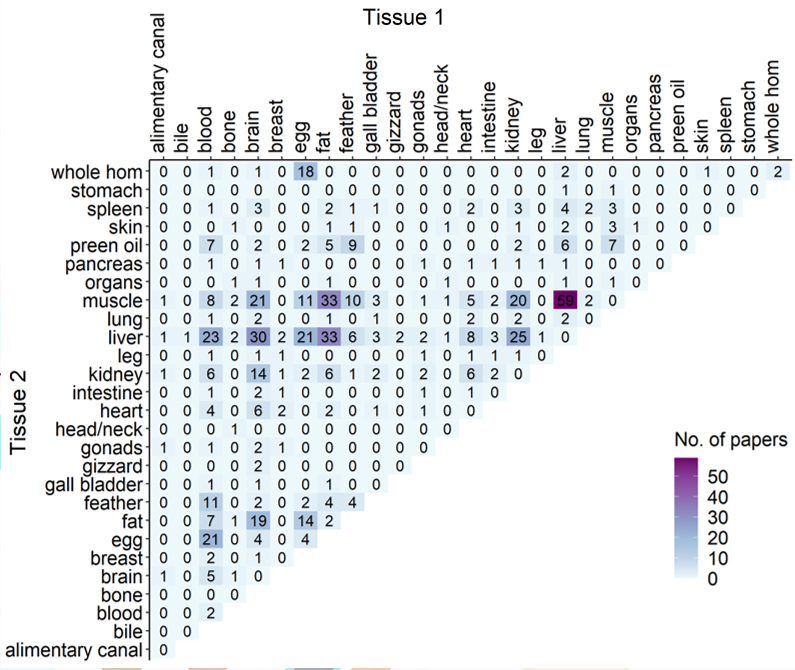 Tissue 1
alimentary canal
bile
blood
bone
brain
breast
egg
fat
feather
gall bladder
gizzard
gonads
head/neck
heart
intestine
kidney
leg
liver
lung
muscle
organs
pancreas
preen oil
skin
spleen
stomach
whole hom
Tissue 2
whole hom 0 0 1 0 1 0 18 0 0 0 0 0 0 0 0 0 0 2 0 0 0 0 0 1 0 0 2
stomach 0 0 0 0 0 0 0 0 0 0 0 0 0 0 0 0 0 1 0 1 0 0 0 0 0 0
spleen 0 0 1 0 3 0 0 2 1 1 0 0 0 2 0 3 0 4 2 3 0 0 0 0 0
skin 0 0 0 1 0 0 0 1 1 0 0 0 1 0 0 1 0 2 0 3 1 0 0 0
preen oil 0 0 7 0 2 0 2 5 9 0 0 0 0 0 0 2 0 6 0 7 0 0 0
pancreas 0 0 1 0 1 1 0 0 0 0 0 1 0 1 1 1 1 1 0 0 0 0
organs 0 0 0 1 1 0 0 1 0 0 0 0 1 0 0 0 0 1 0 1 0
muscle 1 0 8 2 21 0 11 33 10 3 0 1 1 5 2 20 0 59 2 0
lung 0 0 1 0 2 0 0 1 0 1 0 0 0 2 0 2 0 2 0
liver 1 1 23 2 30 2 21 33 6 3 2 2 1 8 3 25 1 0
leg 0 0 1 0 1 1 0 0 0 0 0 1 0 1 1 1 0
kidney 1 0 6 0 14 1 2 6 1 2 0 2 0 6 2 0
intestine 0 0 1 0 2 1 0 0 0 0 0 1 0 1 0
heart 0 0 4 0 6 2 0 2 0 1 0 1 0 0
head/neck 0 0 0 1 0 0 0 0 0 0 0 0 0
gonads 1 0 1 0 2 1 0 0 0 0 0 0
gizzard 0 0 0 0 2 0 0 0 0 0 0
gall bladder 0 0 1 0 1 0 0 1 0 0
feather 0 0 11 0 2 0 2 4 4
fat 0 0 7 1 19 0 14 2
egg 0 0 21 0 4 0 4
breast 0 0 2 0 1 0
brain 1 0 5 1 0
bone 0 0 0 0
blood 0 0 2
bile 0 0
alimentary canal 0
No. of papers
50
40
30
20
10
0